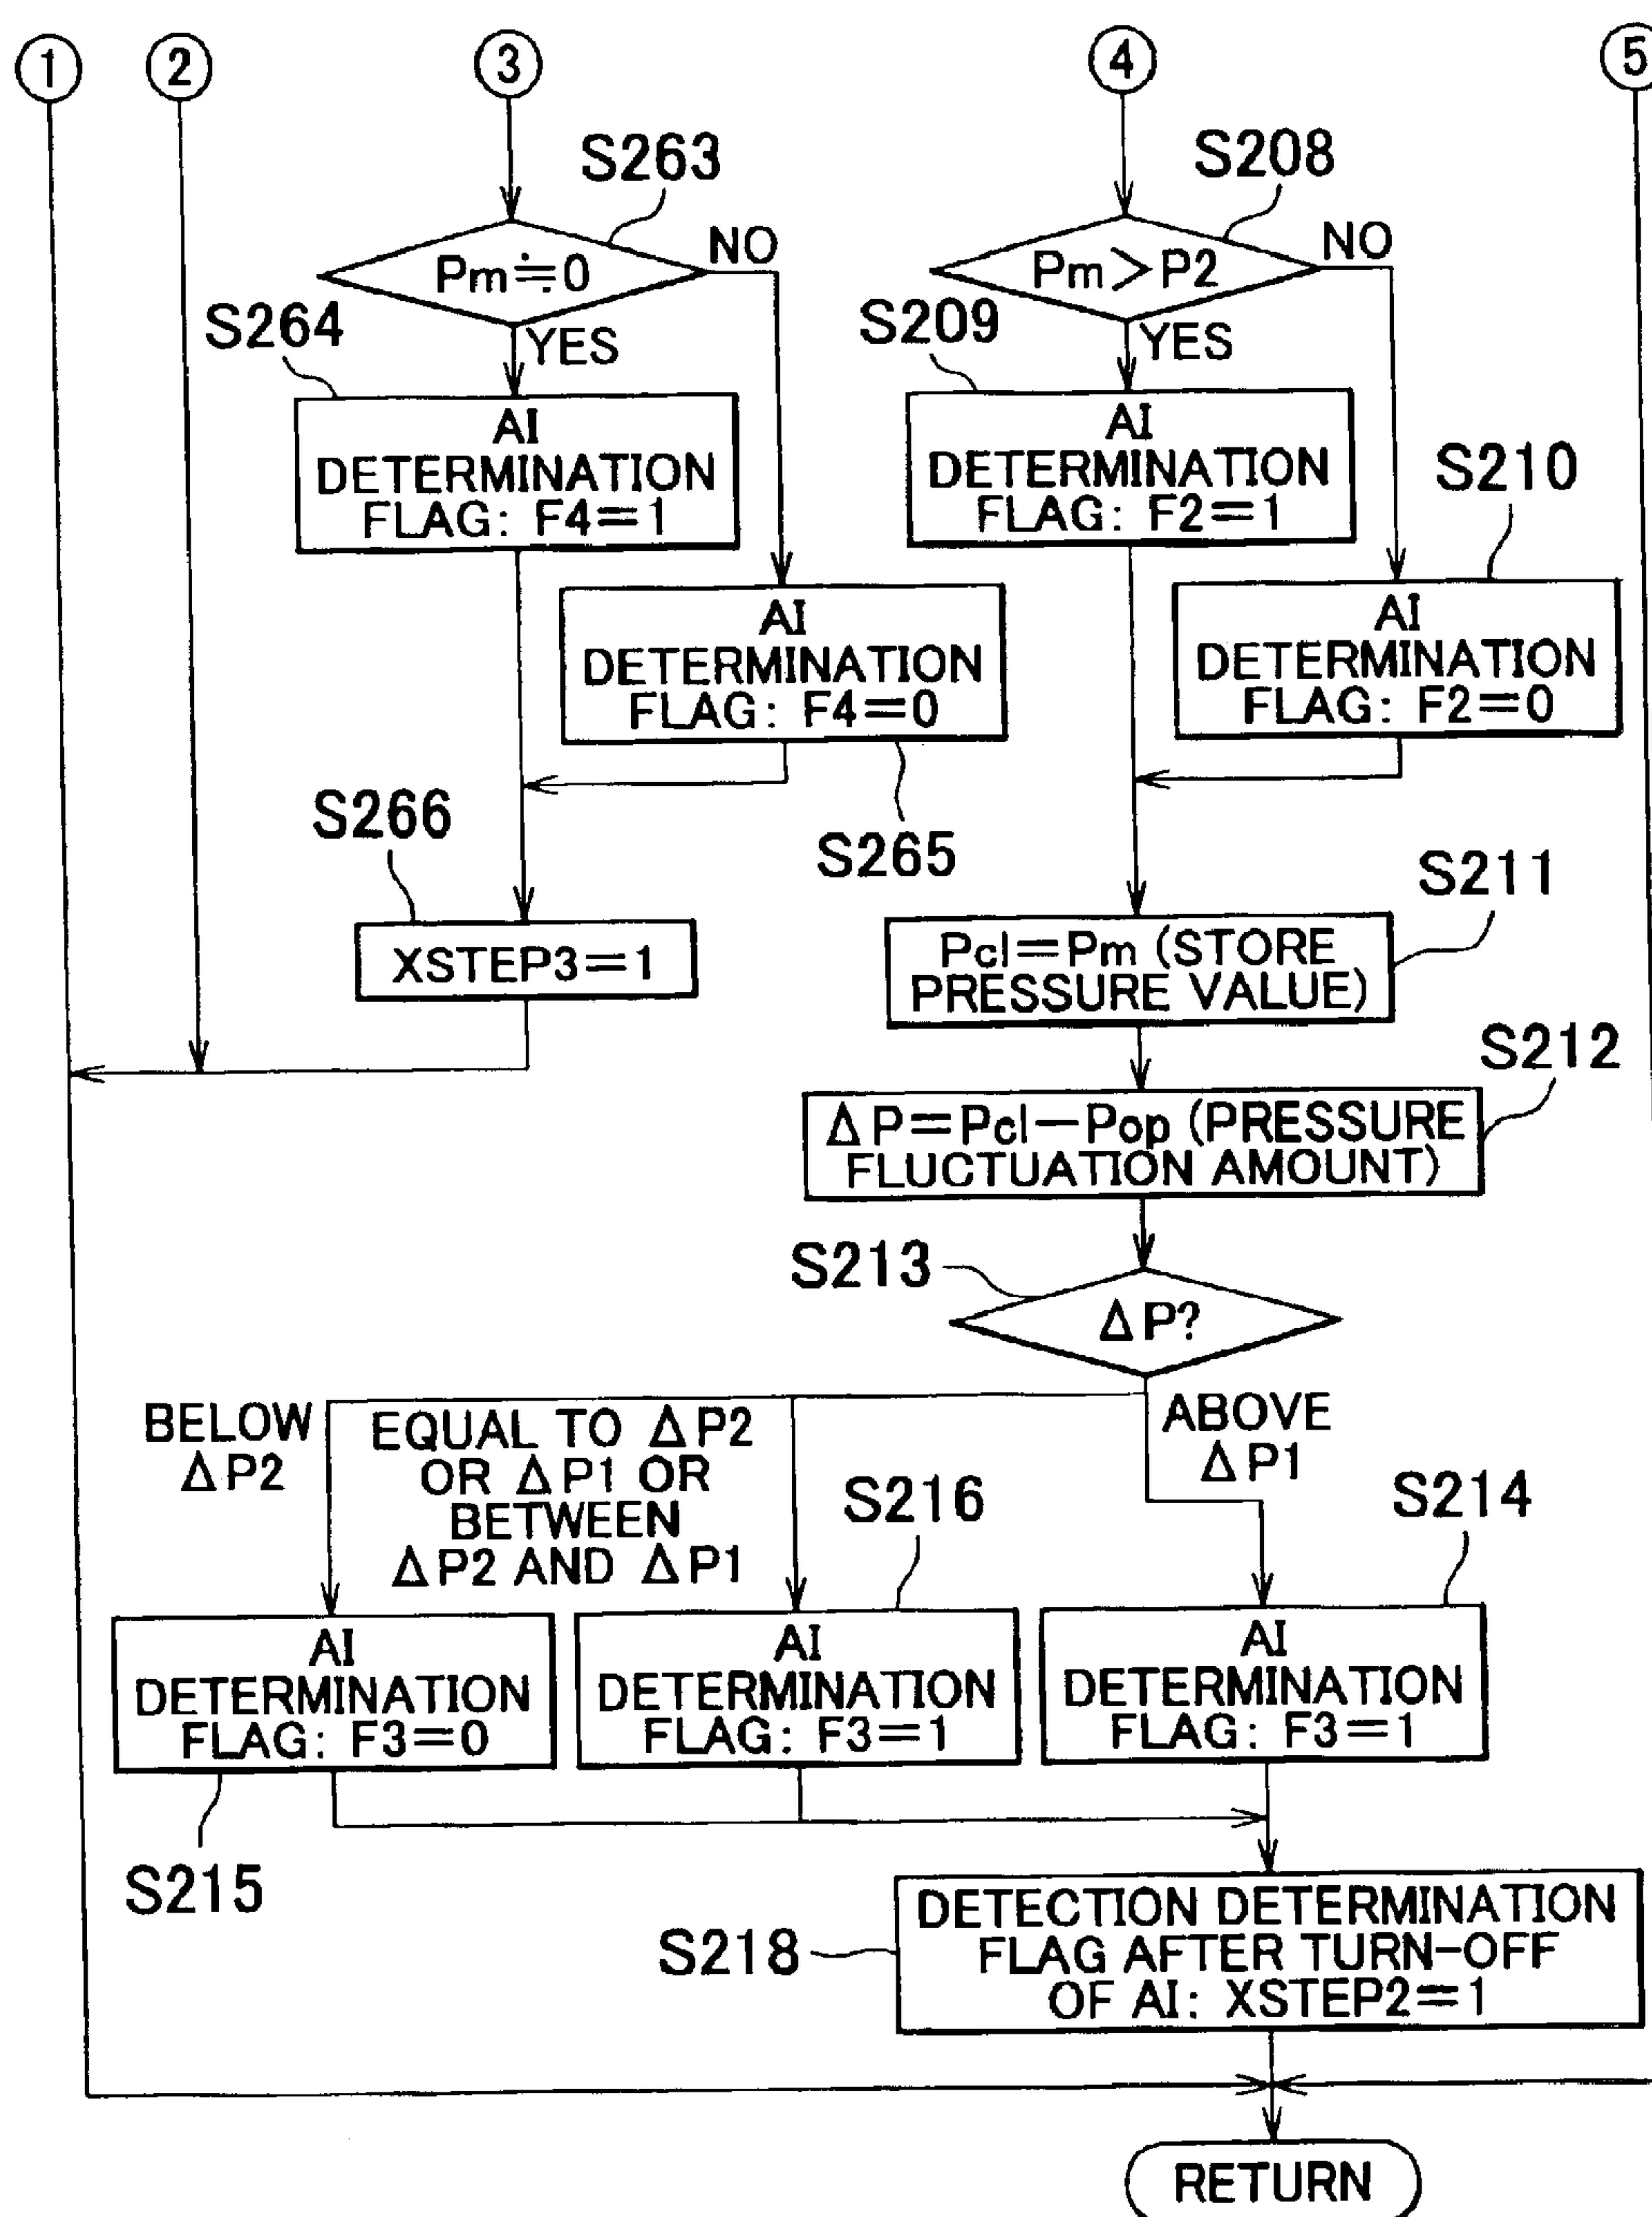 1
2
3
4
5
S263
S208
Pm≒0
NO
Pm>P2
NO
S264
YES
S209
YES
AI
DETERMINATION
FLAG: F4=1
AI
DETERMINATION
FLAG: F2=1
S210
AI
DETERMINATION
FLAG: F4=0
AI
DETERMINATION
FLAG: F2=0
S266
S265
S211
XSTEP3=1
Pcl=Pm (STORE
PRESSURE VALUE)
S212
ΔP=Pcl−Pop (PRESSURE
FLUCTUATION AMOUNT)
S213
ΔP?
BELOW
ΔP2
EQUAL TO ΔP2
OR ΔP1 OR
BETWEEN
ΔP2 AND ΔP1
ABOVE
ΔP1
S216
S214
AI
DETERMINATION
FLAG: F3=0
AI
DETERMINATION
FLAG: F3=1
AI
DETERMINATION
FLAG: F3=1
S215
S218
DETECTION DETERMINATION
FLAG AFTER TURN-OFF
OF AI: XSTEP2=1
RETURN